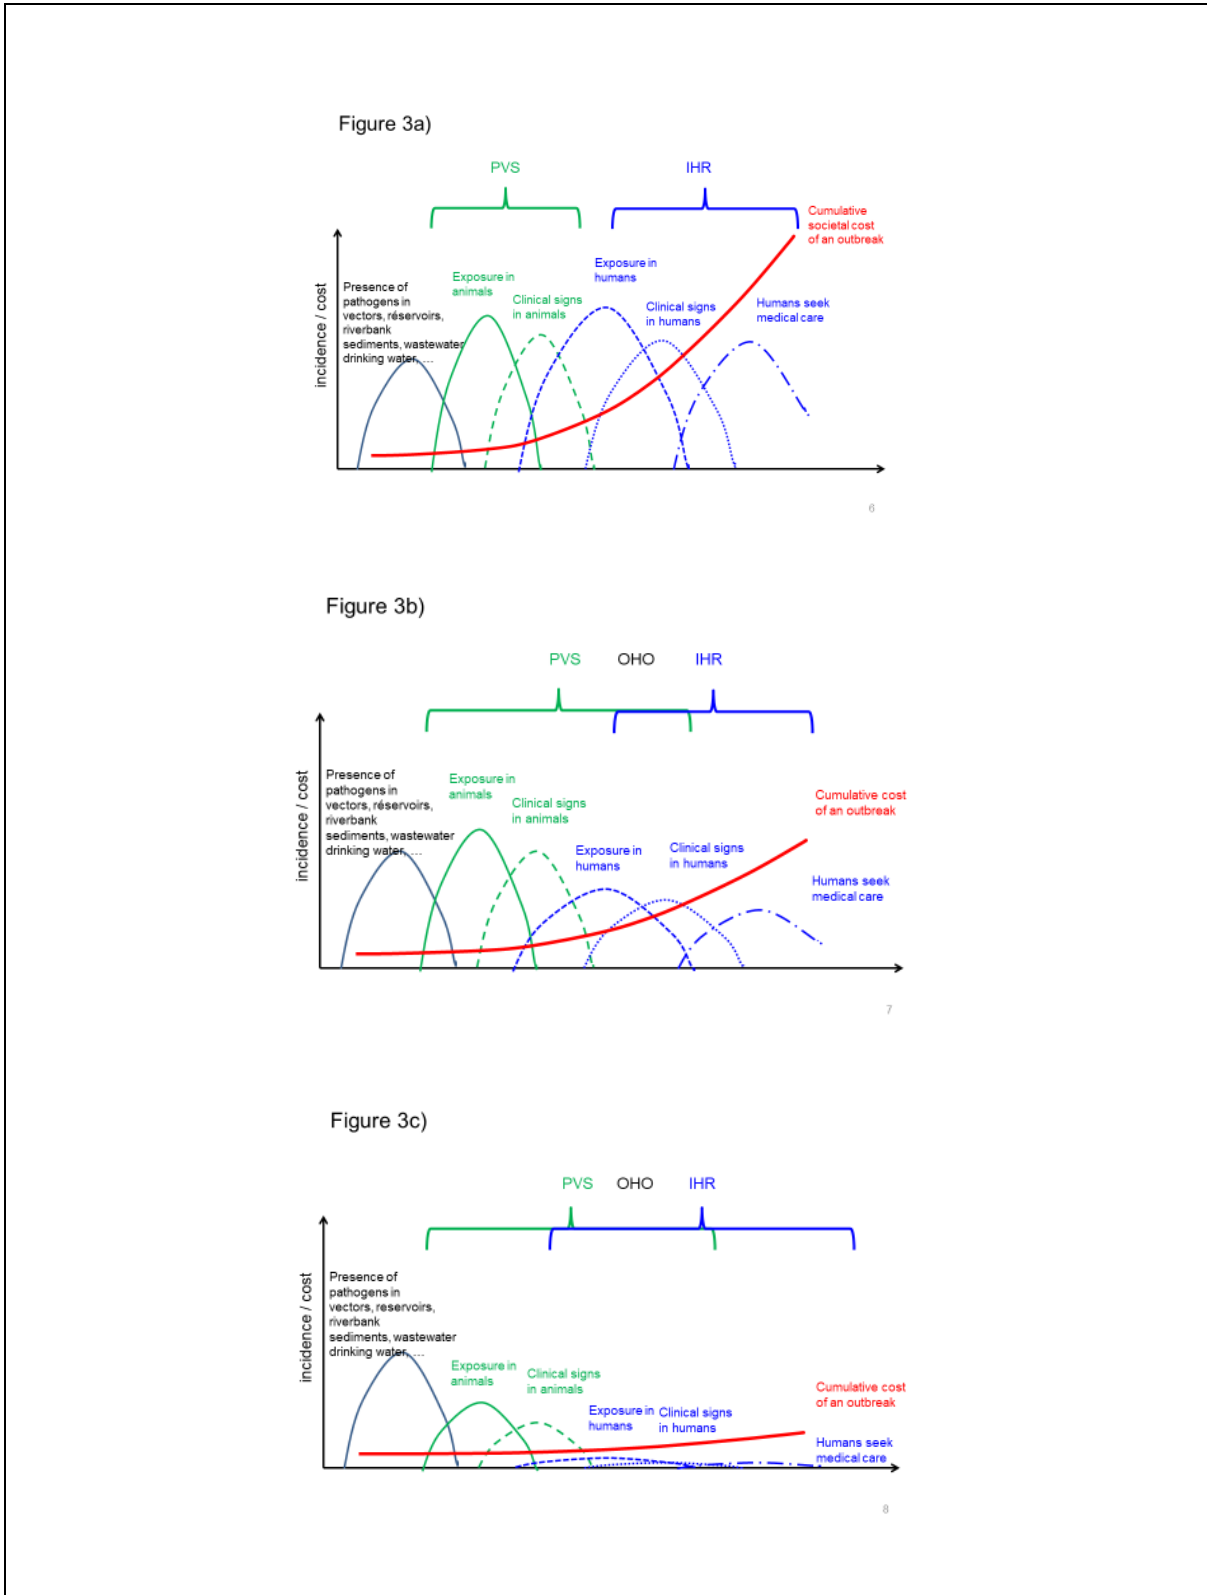 Figure 3a)
PVS
IHR
Cumulative
societal cost
of an outbreak
Exposure in
humans
Exposure in
animals
Presence of
pathogens in
vectors, réservoirs,
riverbank
sediments, wastewater
drinking water, ...
Clinical signs
in animals
Clinical signs
in humans
Humans seek
medical care
incidence / cost
6
Figure 3b)
PVS OHO IHR
Presence of
pathogens in
vectors, réservoirs,
riverbank
sediments, wastewater
drinking water, ...
Exposure in
animals
Clinical signs
in animals
Exposure in
humans
Clinical signs
in humans
Cumulative cost
of an outbreak
Humans seek
medical care
incidence / cost
7
Figure 3c)
PVS OHO IHR
Presence of
pathogens in
vectors, reservoirs,
riverbank
sediments, wastewater
drinking water, ...
Exposure in
animals
Clinical signs
in animals
Exposure in
humans
Clinical signs
in humans
Cumulative cost
of an outbreak
Humans seek
medical care
incidence / cost
8